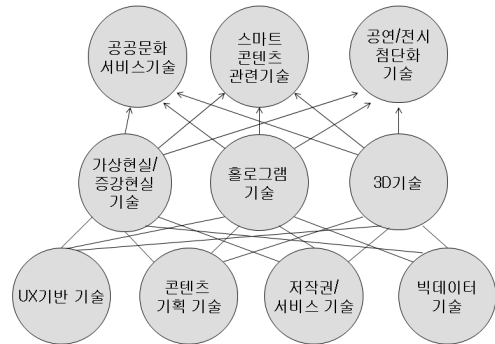 공공문화
서비스기술
스마트
콘텐츠
관련기술
공연/전시
첨단화
기술
가상현실/
증강현실
기술
홀로그램
기술
3D기술
UX기반 기술
콘텐츠
기획 기술
저작권/
서비스 기술
빅데이터
기술